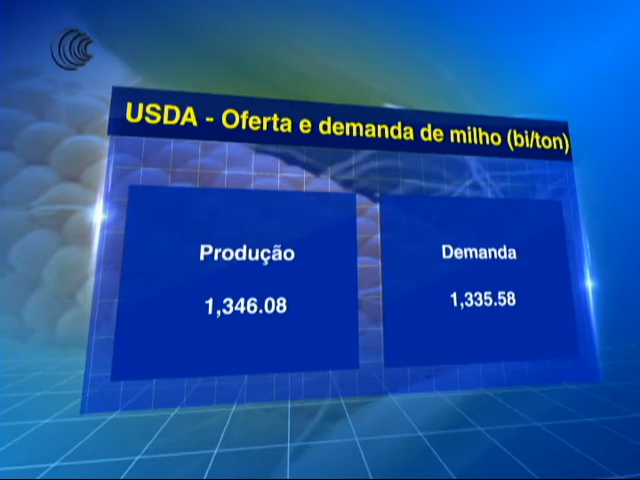 USDA - Oferta e demanda de milho (bi/ton)
Produção
1,346.08
Demanda
1,335.58